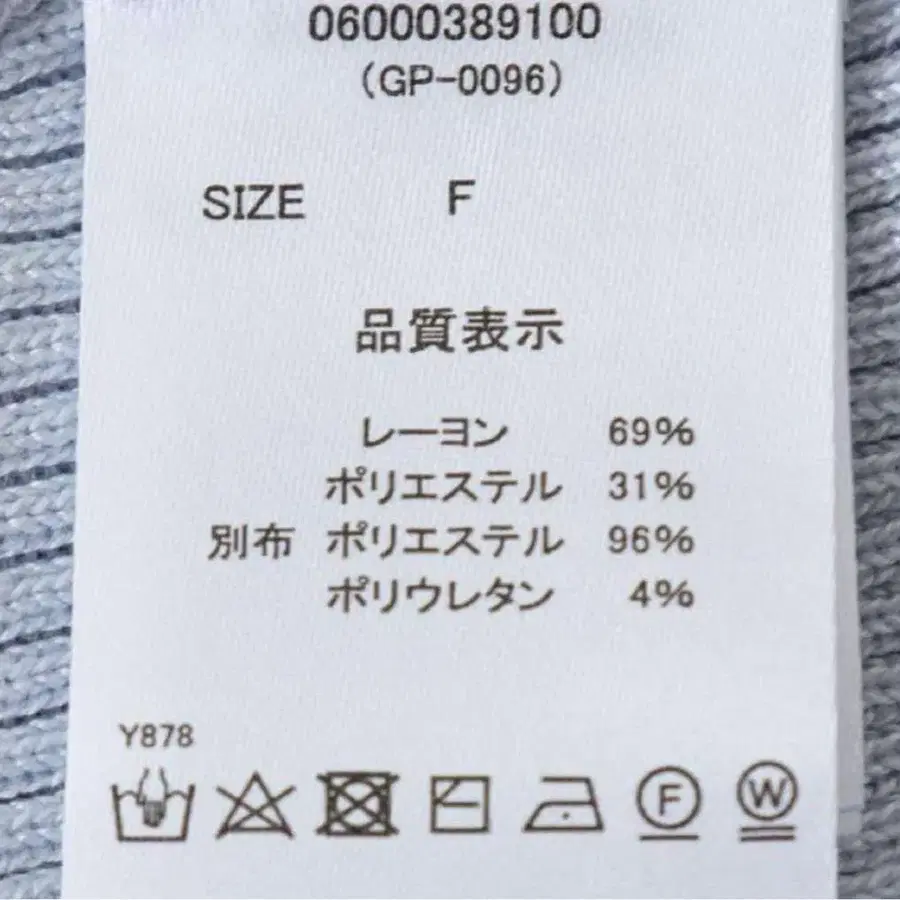 06000389100
(GP-0096)
SIZE F
品質表示
レーヨン 69%
ポリエステル 31%
別布 ポリエステル 96%
ポリウレタン 4%
Y878
F W